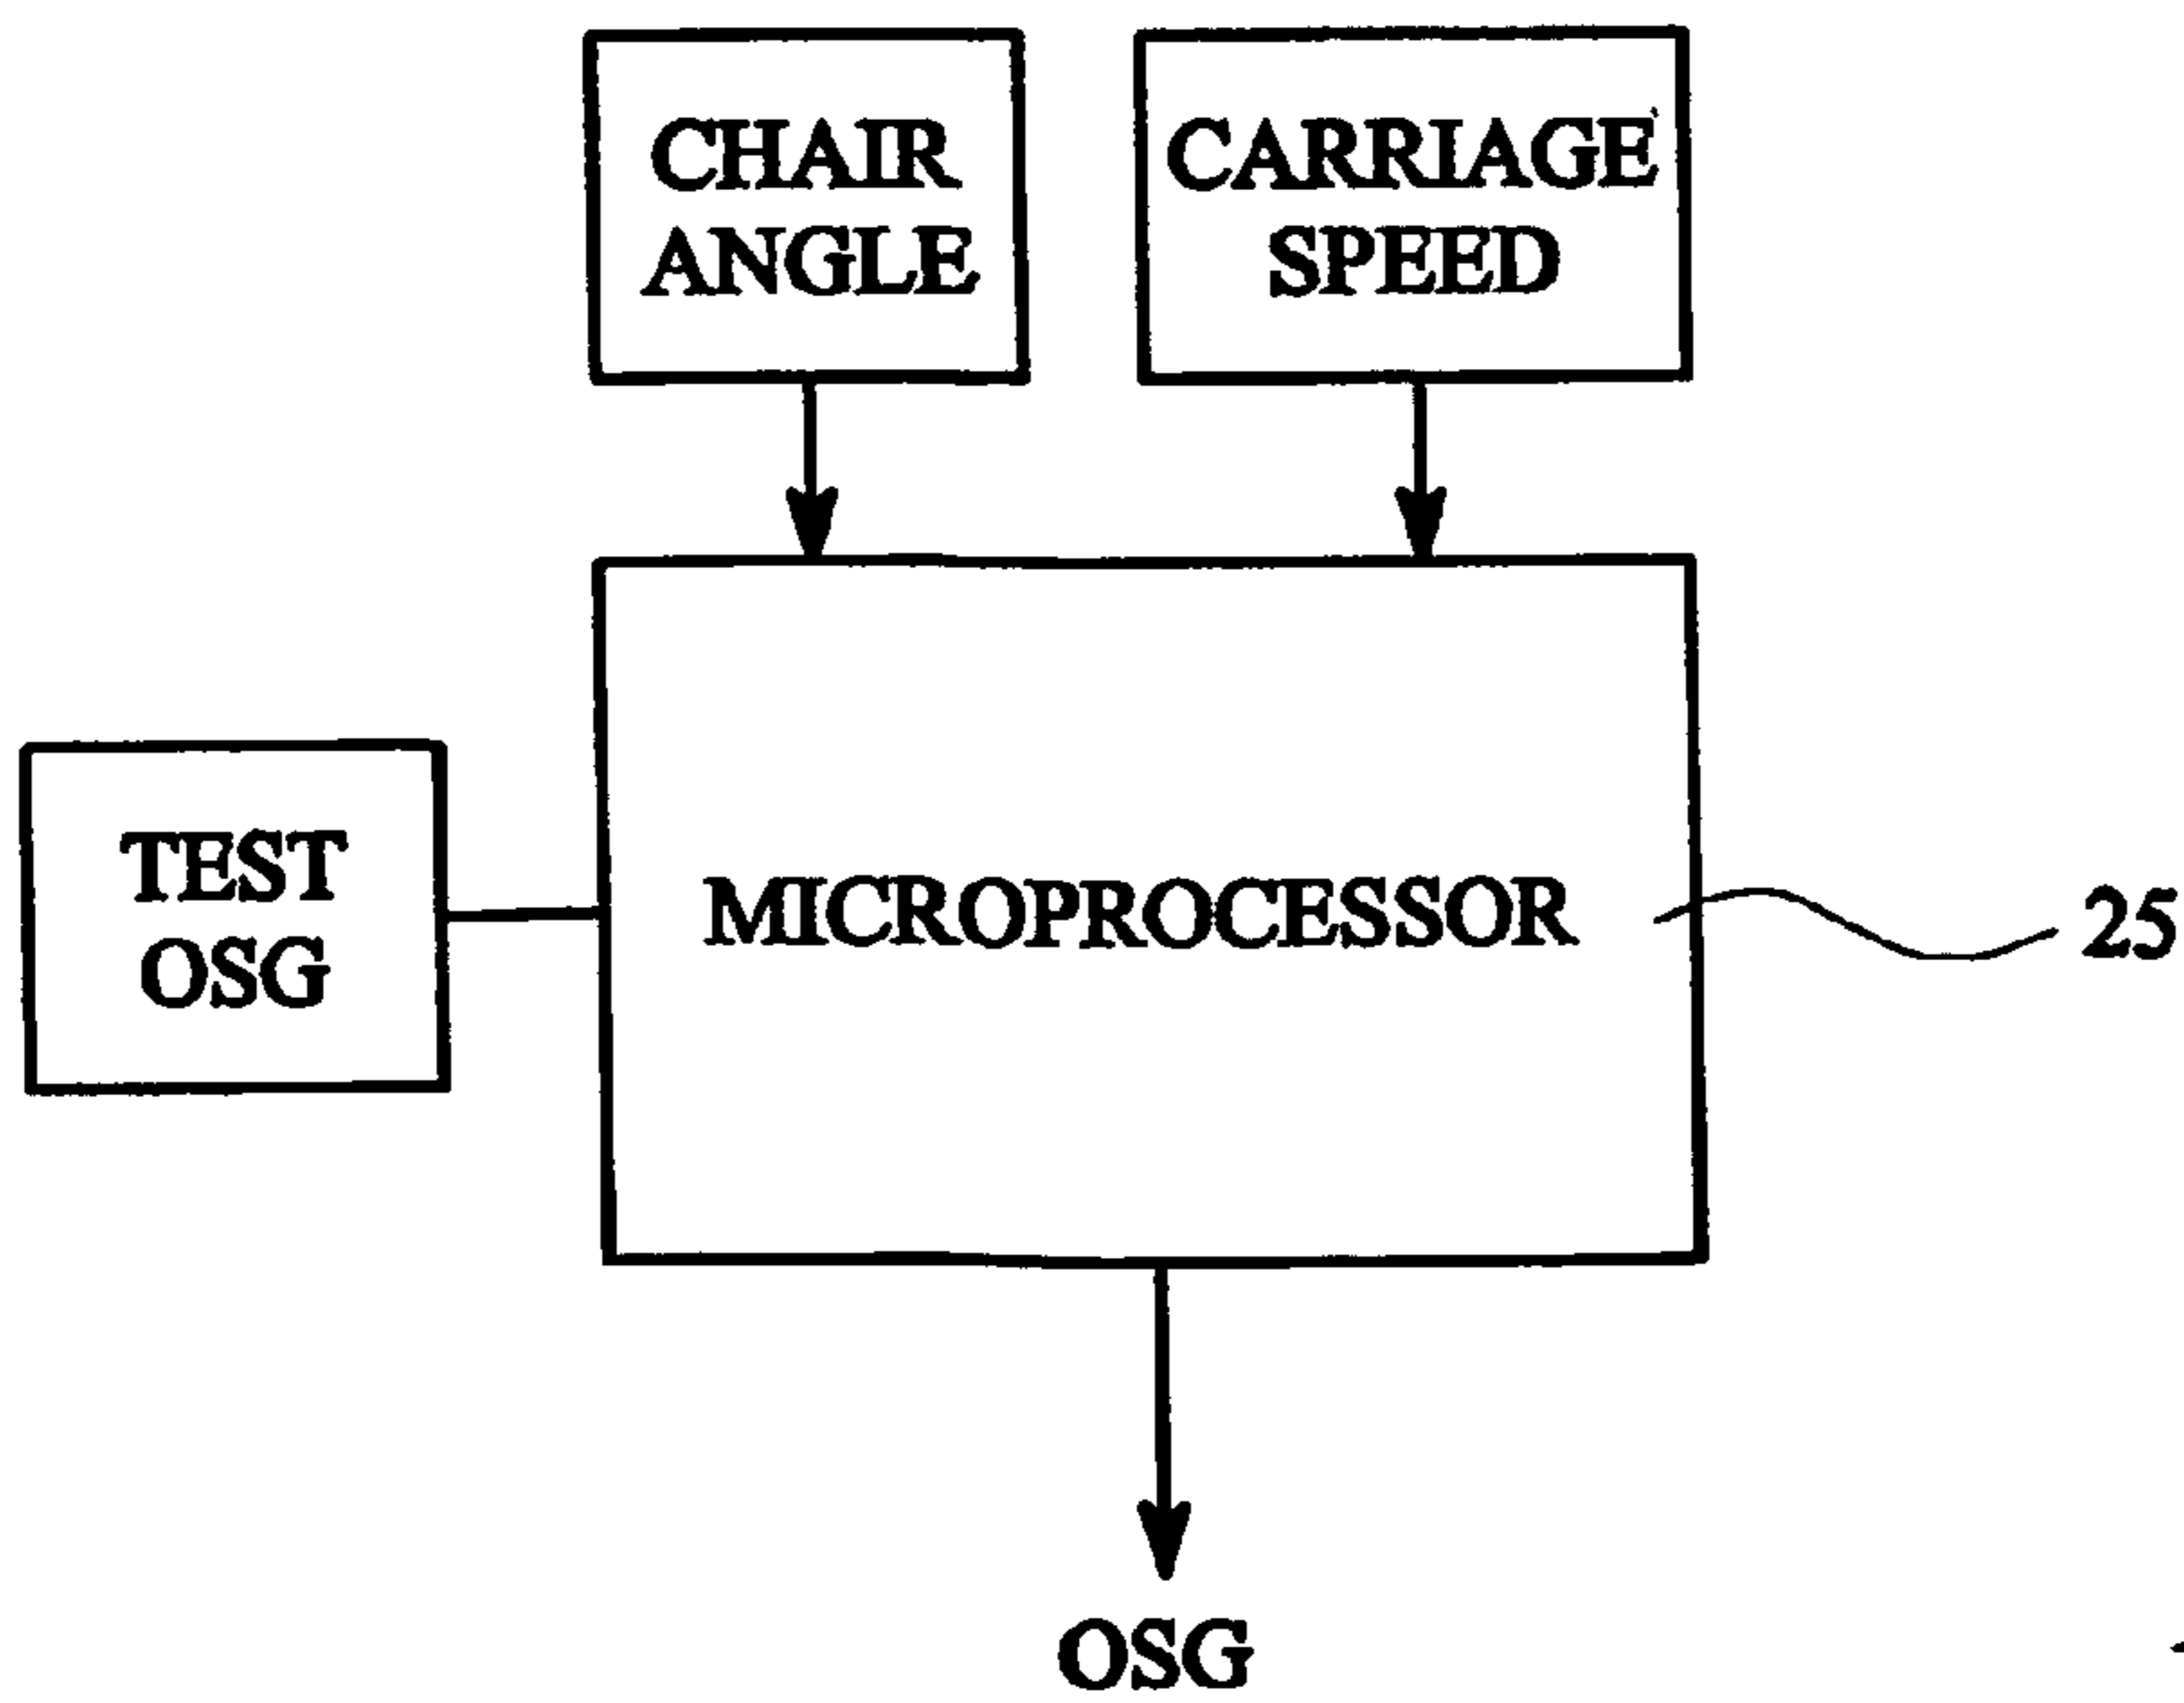 CHAIR
ANGLE
CARRIAGE
SPEED
TEST
OSG
MICROPROCESSOR
25
OSG